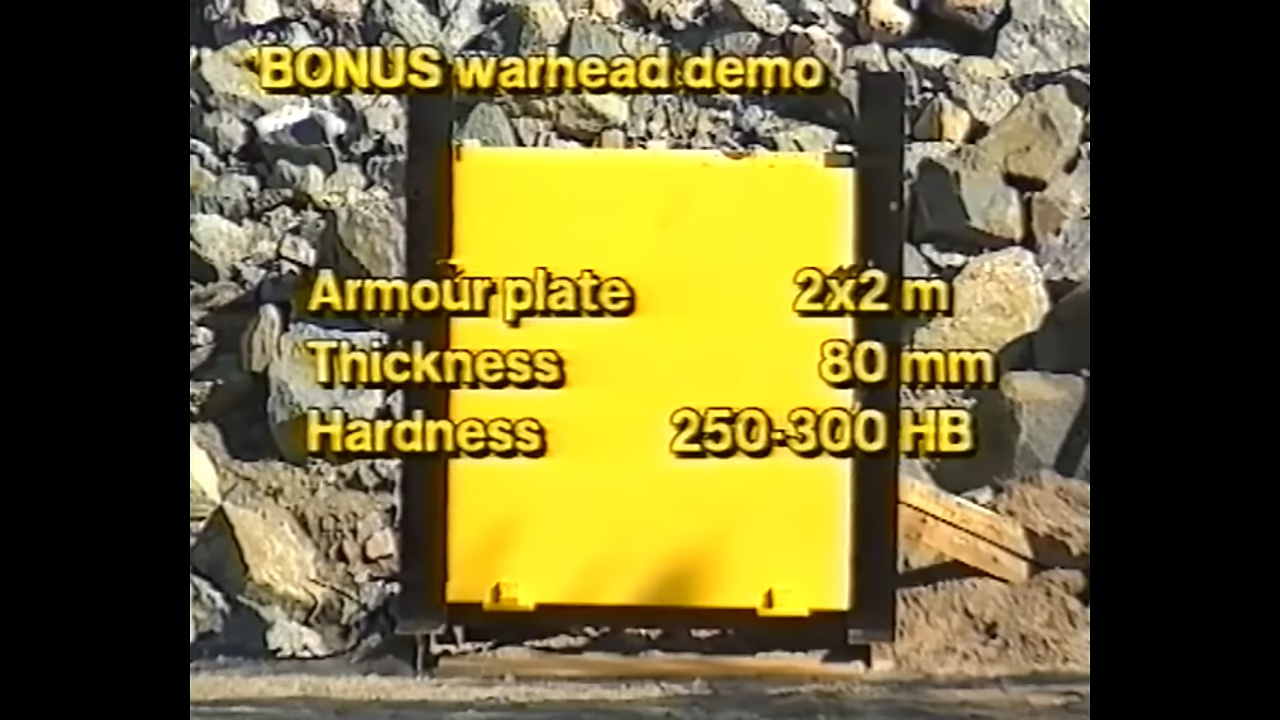 BONUS warhead demo
Armour plate 2x2 m
Thickness 80 mm
Hardness 250-300 HB